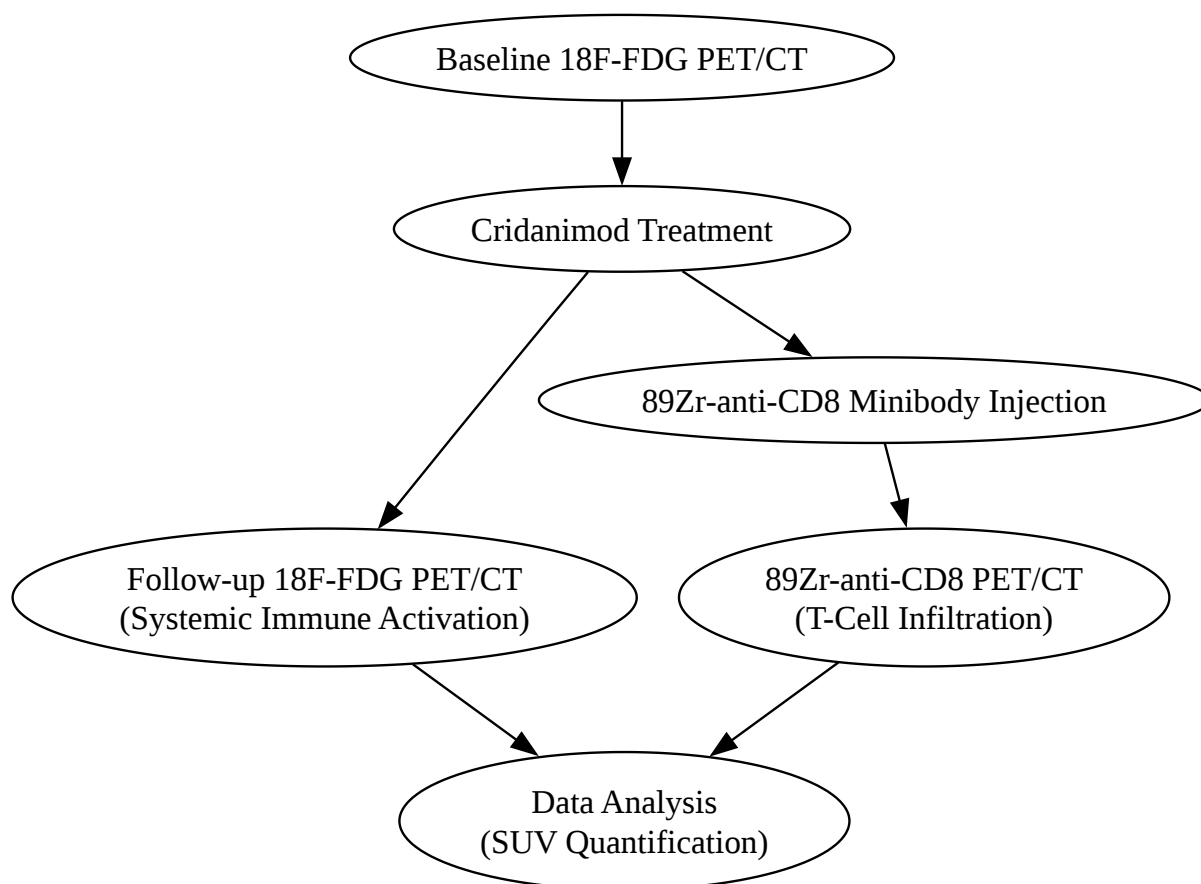 Baseline 18F-FDG PET/CT
Cridanimod Treatment
89Zr-anti-CD8 Minibody Injection
Follow-up 18F-FDG PET/CT
(Systemic Immune Activation)
89Zr-anti-CD8 PET/CT
(T-Cell Infiltration)
Data Analysis
(SUV Quantification)